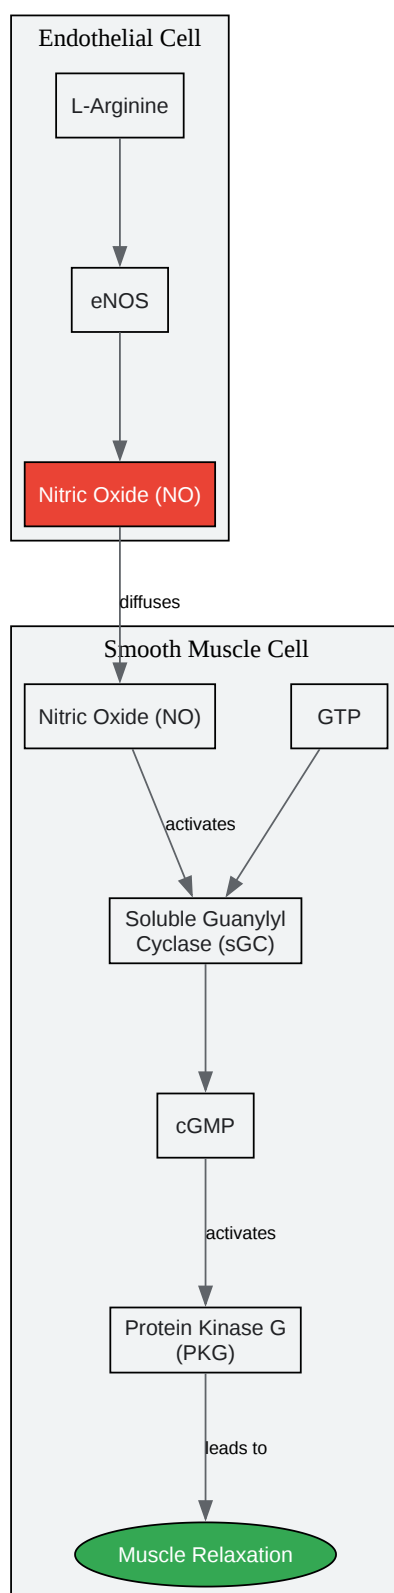 Endothelial Cell
L-Arginine
eNOS
Nitric Oxide (NO)
diffuses
Smooth Muscle Cell
Nitric Oxide (NO)
GTP
activates
Soluble Guanylyl
Cyclase (sGC)
cGMP
activates
Protein Kinase G
(PKG)
leads to
Muscle Relaxation